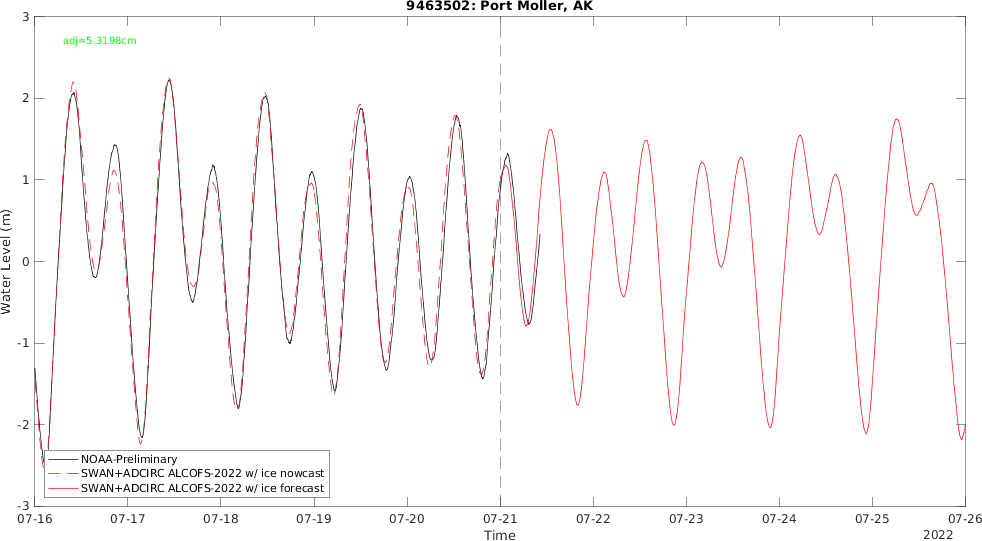 9463502: Port Moller, AK
adj=5.3198cm
3
2
1
0
-1
-2
-3
Water Level (m)
NOAA-Preliminary
SWAN+ADCIRC ALCOFS-2022 w/ ice nowcast
SWAN+ADCIRC ALCOFS-2022 w/ ice forecast
07-16 07-17 07-18 07-19 07-20 07-21 07-22 07-23 07-24 07-25 07-26
Time
2022